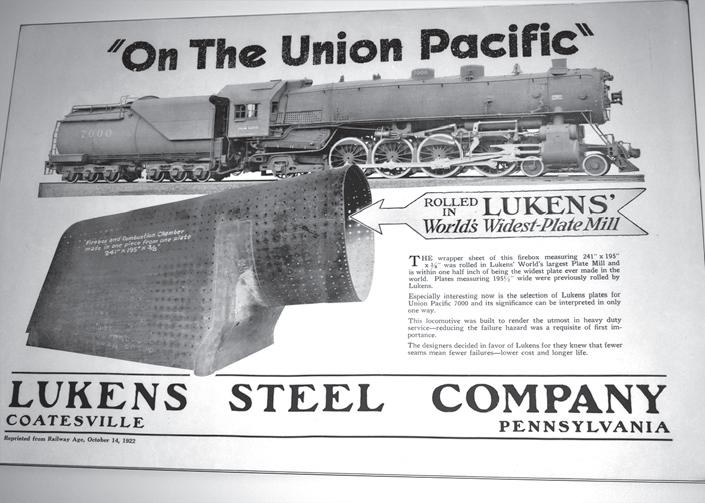 "On The Union Pacific"
7000
ROLLED IN LUKENS'
World's Widest-Plate Mill
"Firebox and Combustion Chamber
made in one piece from one plate
241" x 195" x 3/8"
THE wrapper sheet of this firebox measuring 241" x 195"
x 3/8" was rolled in Lukens' World's largest Plate Mill and
is within one half inch of being the widest plate ever made in the
world. Plates measuring 195½" wide were previously rolled by
Lukens.
Especially interesting now is the selection of Lukens plates for
Union Pacific 7000 and its significance can be interpreted in only
one way.
This locomotive was built to render the utmost in heavy duty
service—reducing the failure hazard was a requisite of first im-
portance.
The designers decided in favor of Lukens for they knew that fewer
seams mean fewer failures—lower cost and longer life.
LUKENS STEEL COMPANY
COATESVILLE PENNSYLVANIA
Reprinted from Railway Age, October 14, 1922